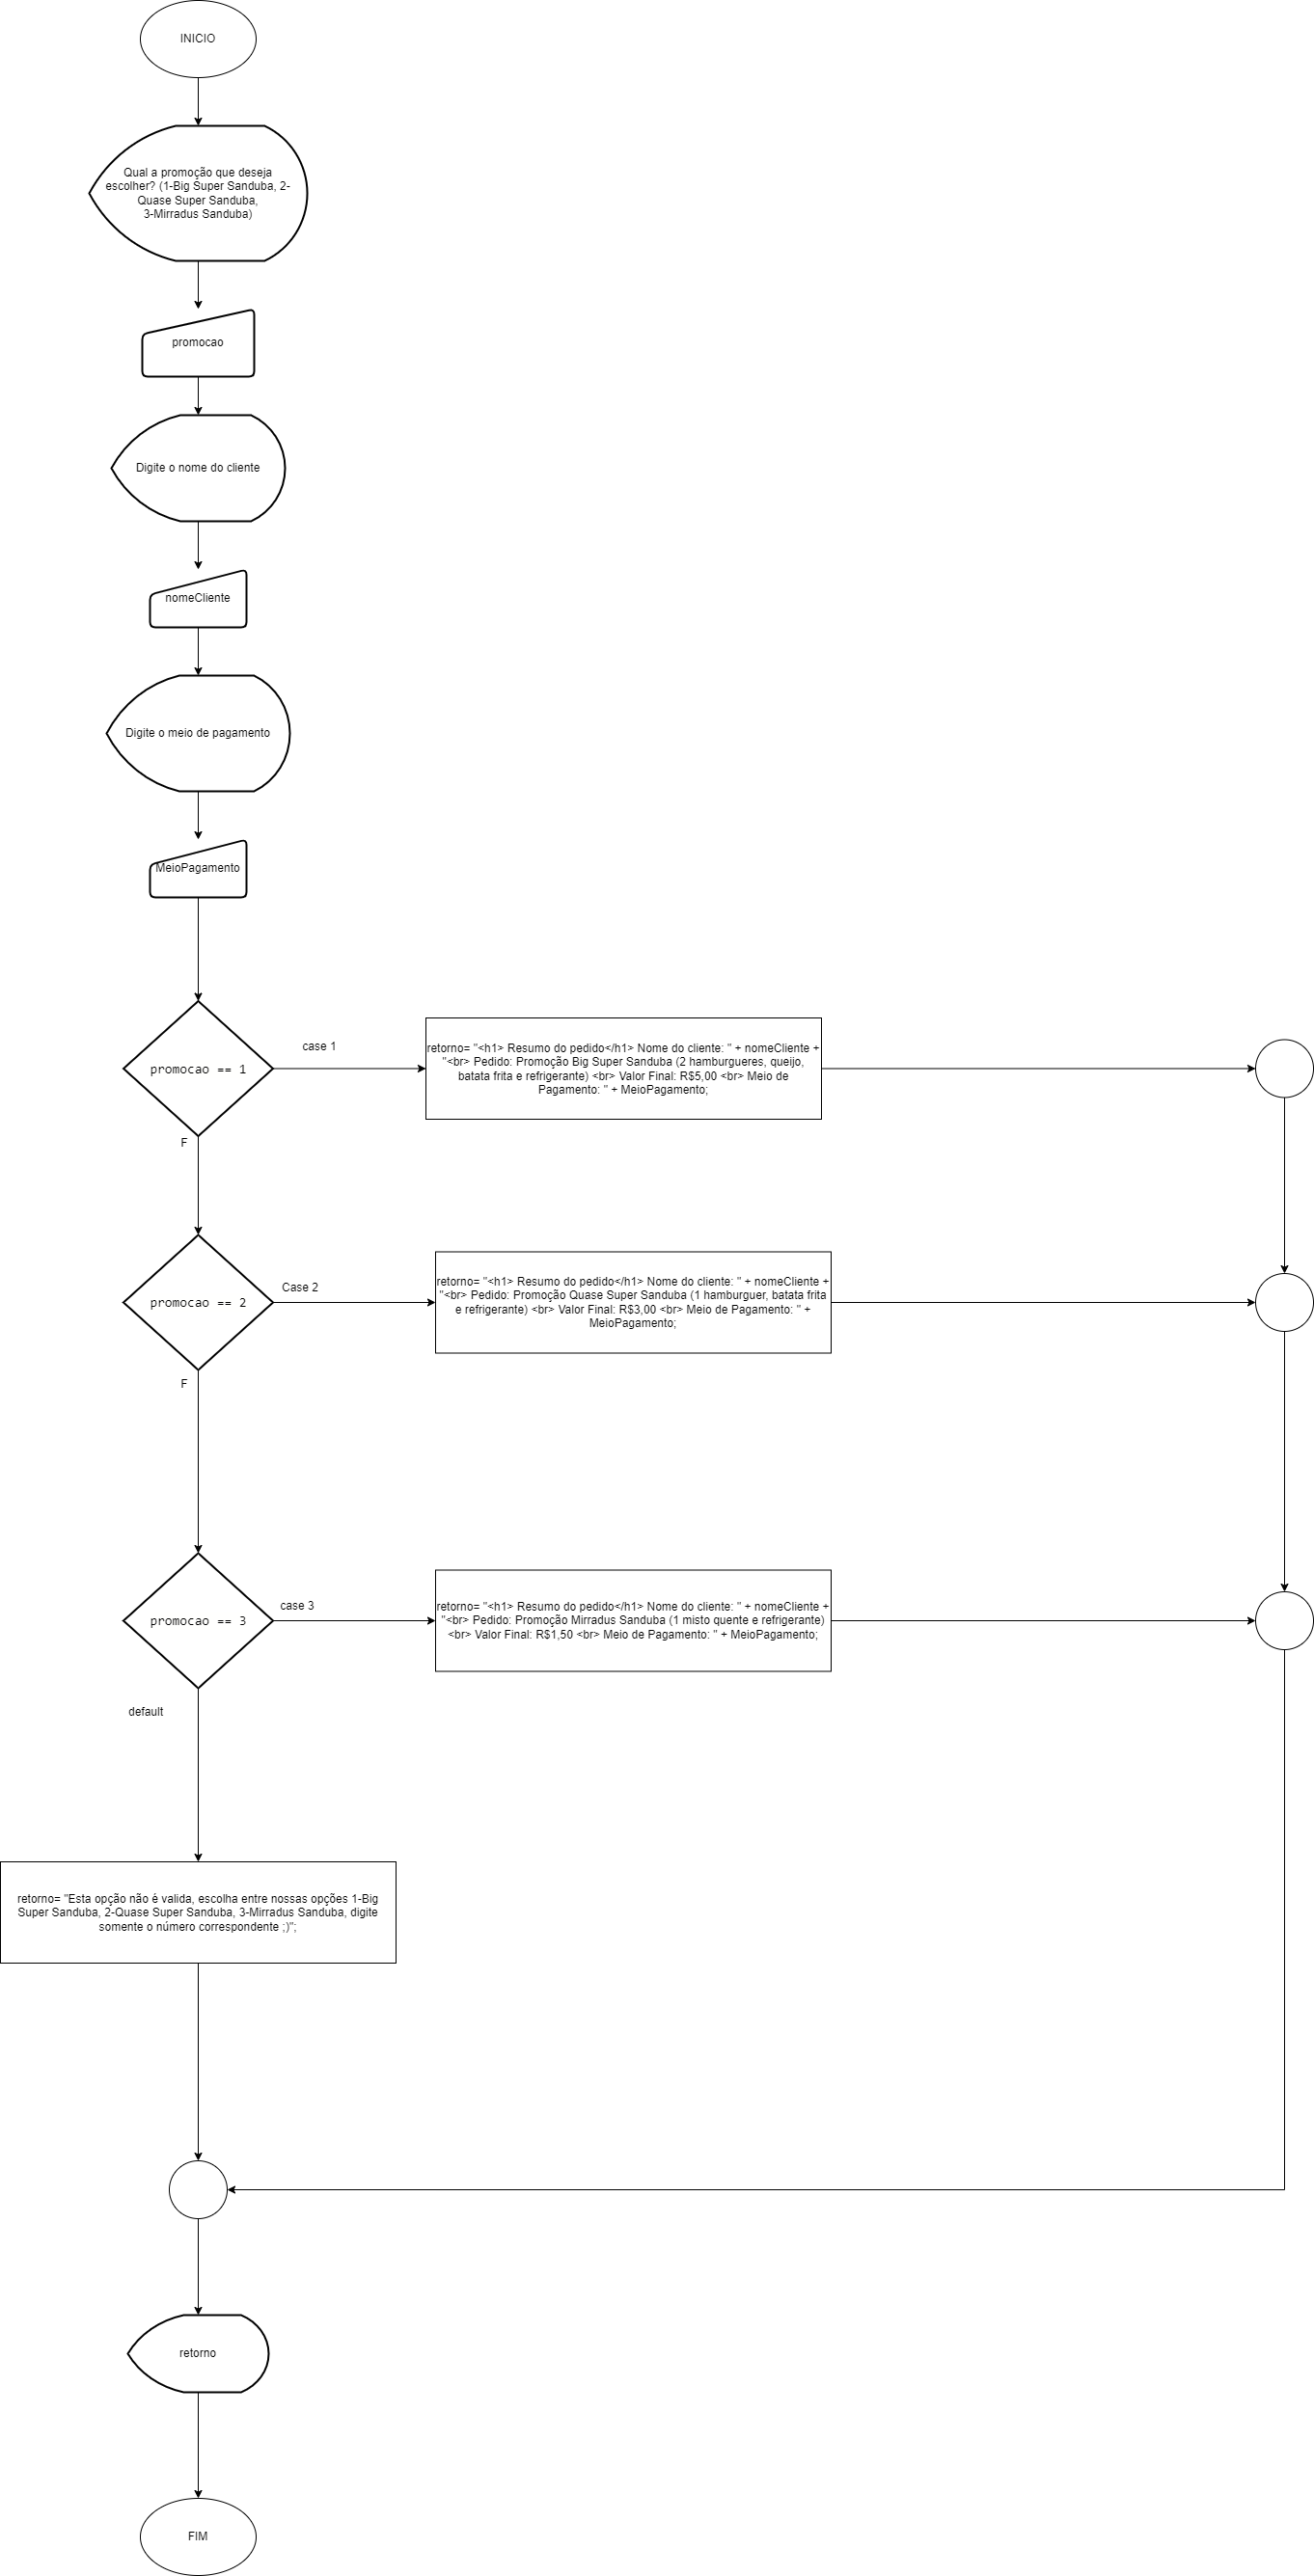 INICIO
Qual a promoção que deseja
escolher? (1-Big Super Sanduba, 2-
Quase Super Sanduba,
3-Mirradus Sanduba)
promocao
Digite o nome do cliente
nomeCliente
Digite o meio de pagamento
MeioPagamento
promocao == 1
case 1
retorno= "<h1> Resumo do pedido</h1> Nome do cliente: " + nomeCliente +
"<br> Pedido: Promoção Big Super Sanduba (2 hamburgueres, queijo,
batata frita e refrigerante) <br> Valor Final: R$5,00 <br> Meio de
Pagamento: " + MeioPagamento;
F
promocao == 2
Case 2
retorno= "<h1> Resumo do pedido</h1> Nome do cliente: " + nomeCliente +
"<br> Pedido: Promoção Quase Super Sanduba (1 hamburguer, batata frita
e refrigerante) <br> Valor Final: R$3,00 <br> Meio de Pagamento: " +
MeioPagamento;
F
promocao == 3
case 3
retorno= "<h1> Resumo do pedido</h1> Nome do cliente: " + nomeCliente +
"<br> Pedido: Promoção Mirradus Sanduba (1 misto quente e refrigerante)
<br> Valor Final: R$1,50 <br> Meio de Pagamento: " + MeioPagamento;
default
retorno= "Esta opção não é valida, escolha entre nossas opções 1-Big
Super Sanduba, 2-Quase Super Sanduba, 3-Mirradus Sanduba, digite
somente o número correspondente ;)";
retorno
FIM